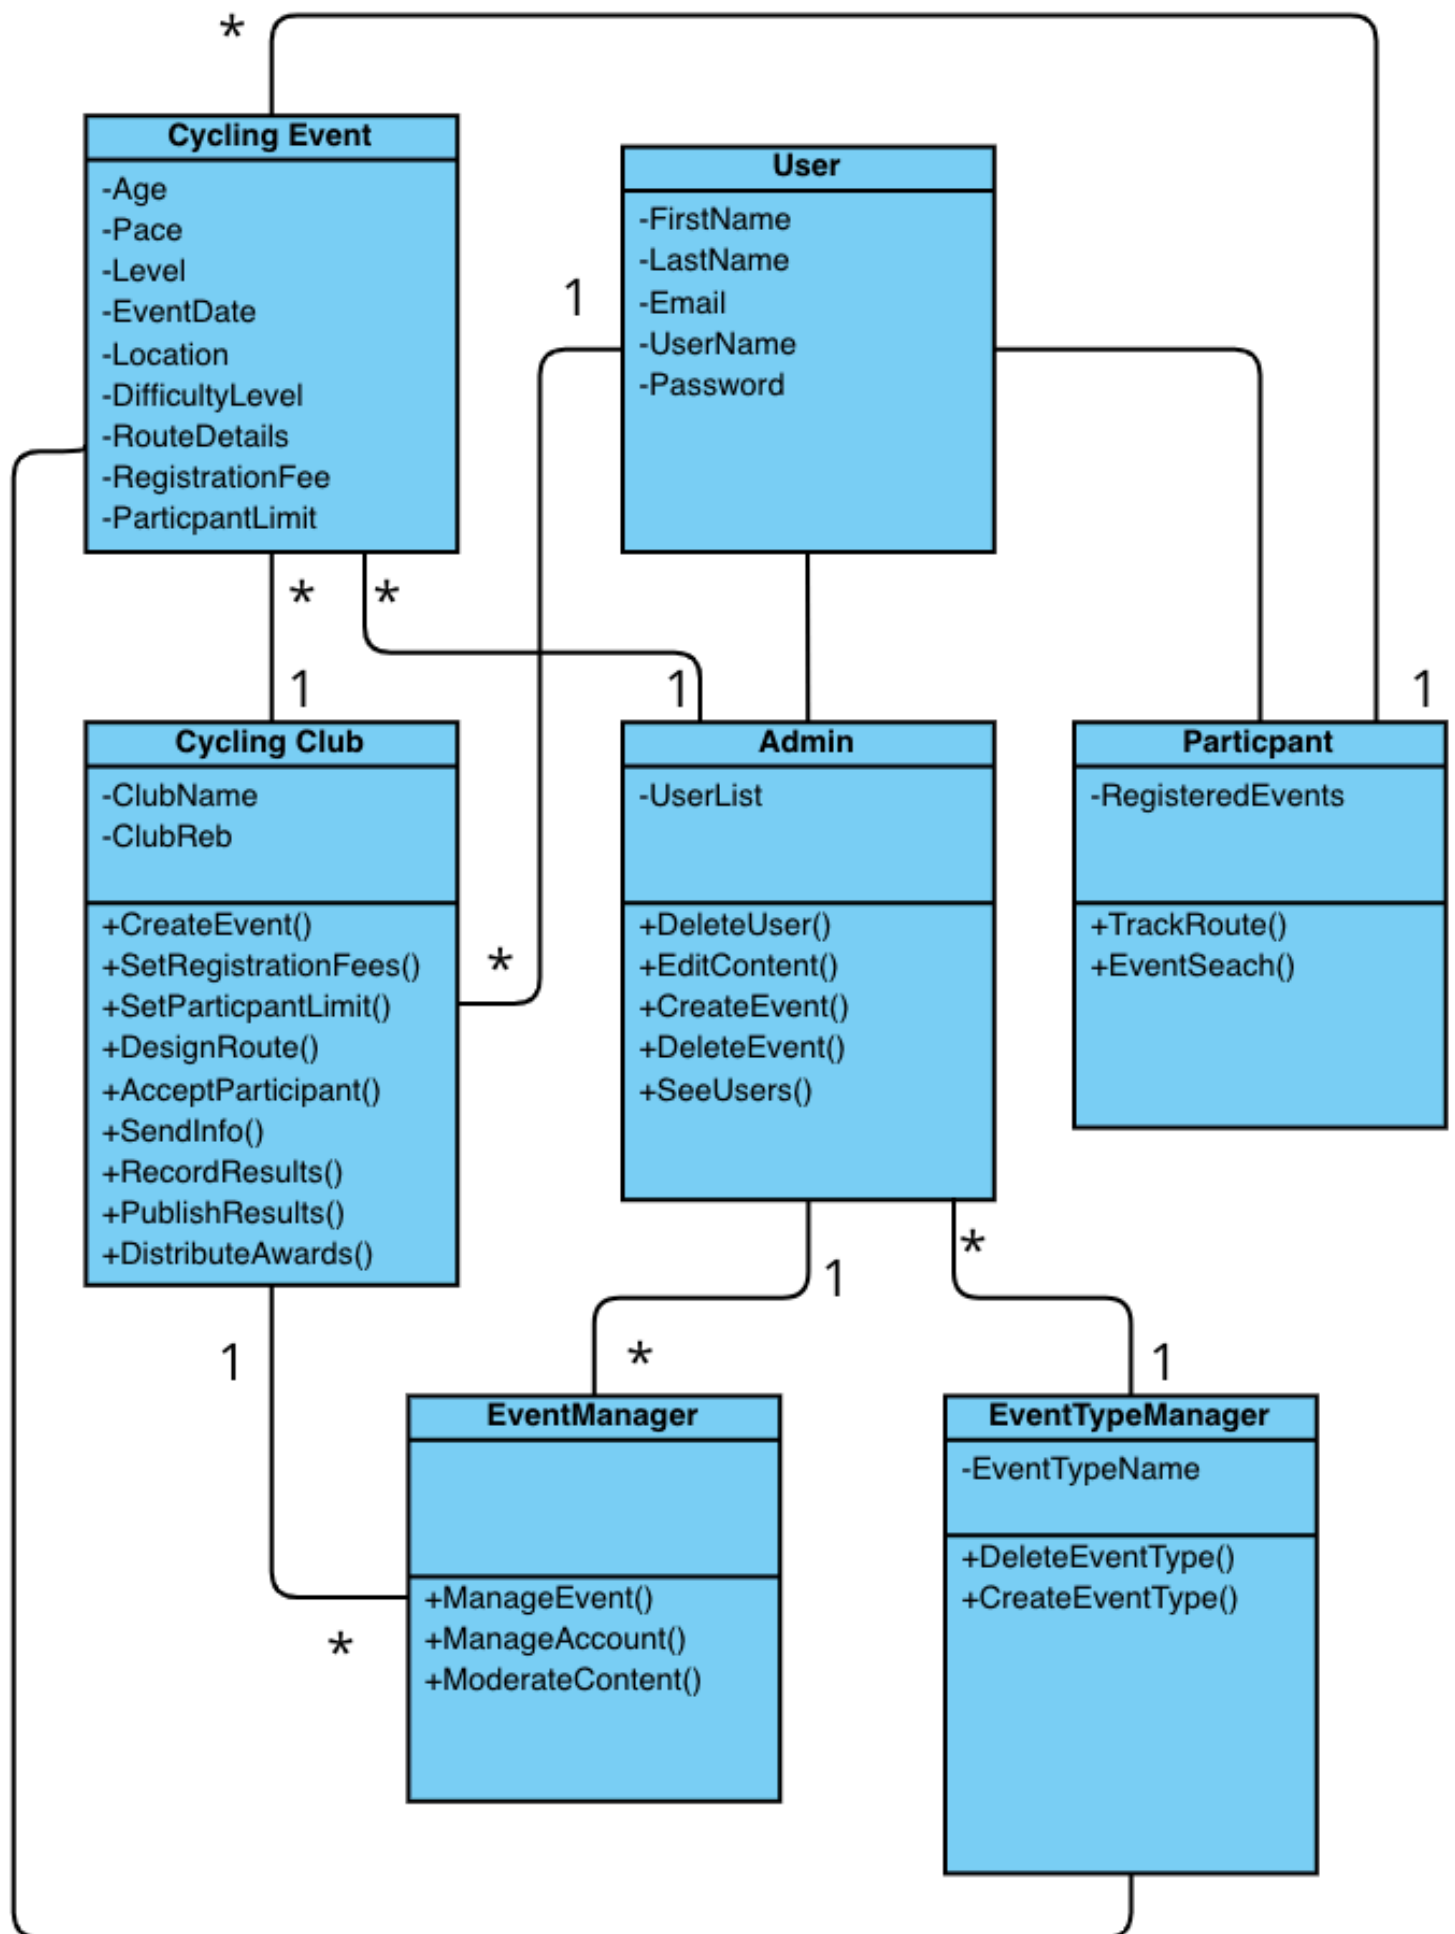 *
Cycling Event
-Age
-Pace
-Level
-EventDate
-Location
-DifficultyLevel
-RouteDetails
-RegistrationFee
-ParticpantLimit
User
-FirstName
-LastName
-Email
-UserName
-Password
1
*
*
1
1
1
Cycling Club
-ClubName
-ClubReb
+CreateEvent()
+SetRegistrationFees()
+SetParticpantLimit()
+DesignRoute()
+AcceptParticipant()
+SendInfo()
+RecordResults()
+PublishResults()
+DistributeAwards()
*
Admin
-UserList
+DeleteUser()
+EditContent()
+CreateEvent()
+DeleteEvent()
+SeeUsers()
Particpant
-RegisteredEvents
+TrackRoute()
+EventSeach()
*
1
1
*
1
EventManager
+ManageEvent()
+ManageAccount()
+ModerateContent()
*
EventTypeManager
-EventTypeName
+DeleteEventType()
+CreateEventType()